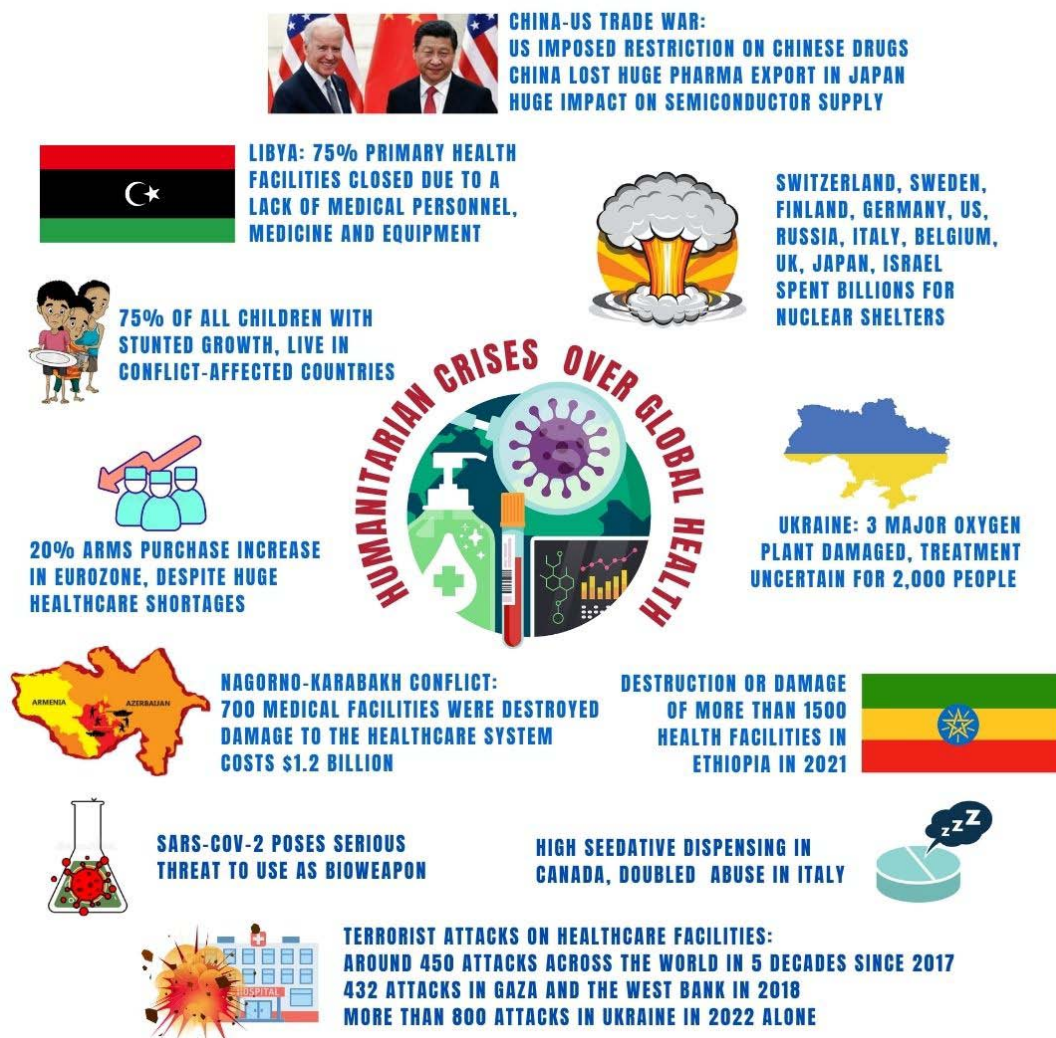 CHINA-US TRADE WAR:
US IMPOSED RESTRICTION ON CHINESE DRUGS
CHINA LOST HUGE PHARMA EXPORT IN JAPAN
HUGE IMPACT ON SEMICONDUCTOR SUPPLY
LIBYA: 75% PRIMARY HEALTH
FACILITIES CLOSED DUE TO A
LACK OF MEDICAL PERSONNEL,
MEDICINE AND EQUIPMENT
SWITZERLAND, SWEDEN,
FINLAND, GERMANY, US,
RUSSIA, ITALY, BELGIUM,
UK, JAPAN, ISRAEL
SPENT BILLIONS FOR
NUCLEAR SHELTERS
75% OF ALL CHILDREN WITH
STUNTED GROWTH, LIVE IN
CONFLICT-AFFECTED COUNTRIES
HUMANITARIAN CRISES OVER GLOBAL HEALTH
20% ARMS PURCHASE INCREASE
IN EUROZONE, DESPITE HUGE
HEALTHCARE SHORTAGES
UKRAINE: 3 MAJOR OXYGEN
PLANT DAMAGED, TREATMENT
UNCERTAIN FOR 2,000 PEOPLE
ARMENIA
AZERBAIJAN
NAGORNO-KARABAKH CONFLICT:
700 MEDICAL FACILITIES WERE DESTROYED
DAMAGE TO THE HEALTHCARE SYSTEM
COSTS $1.2 BILLION
DESTRUCTION OR DAMAGE
OF MORE THAN 1500
HEALTH FACILITIES IN
ETHIOPIA IN 2021
SARS-COV-2 POSES SERIOUS
THREAT TO USE AS BIOWEAPON
HIGH SEEDATIVE DISPENSING IN
CANADA, DOUBLED ABUSE IN ITALY
zzZ
HOSPITAL
TERRORIST ATTACKS ON HEALTHCARE FACILITIES:
AROUND 450 ATTACKS ACROSS THE WORLD IN 5 DECADES SINCE 2017
432 ATTACKS IN GAZA AND THE WEST BANK IN 2018
MORE THAN 800 ATTACKS IN UKRAINE IN 2022 ALONE